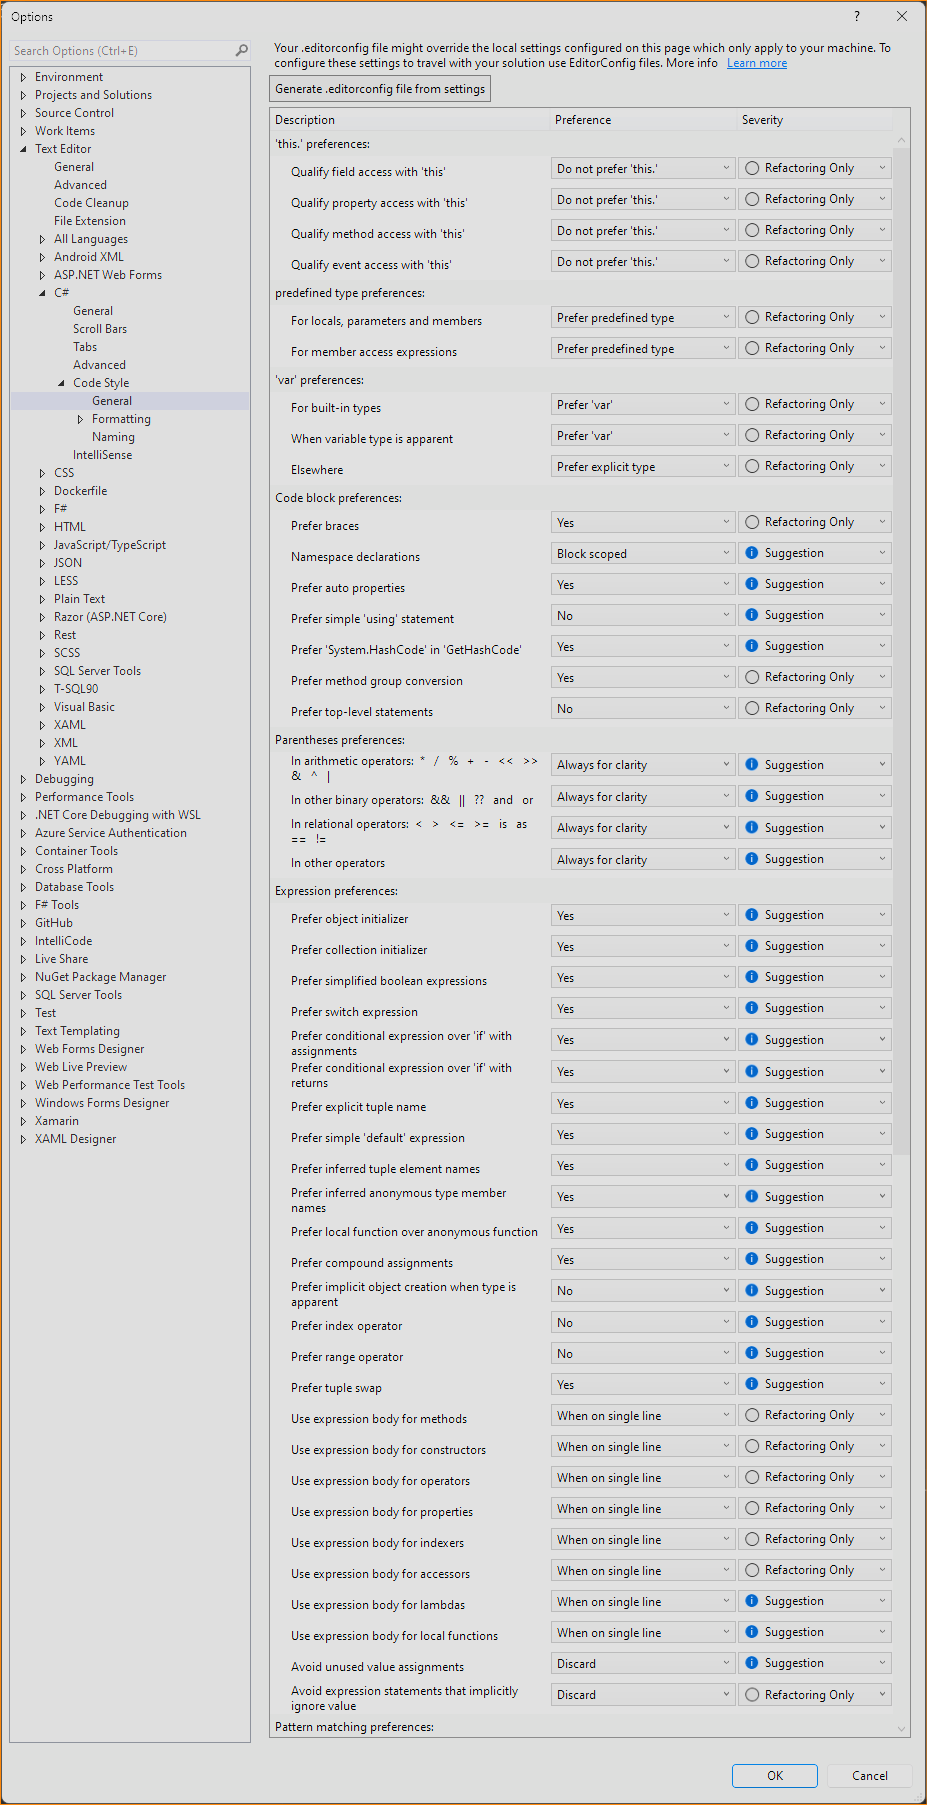 Options
?
Search Options (Ctrl+E)
Environment
Projects and Solutions
Source Control
Work Items
Text Editor
General
Advanced
Code Cleanup
File Extension
All Languages
Android XML
ASP.NET Web Forms
C#
General
Scroll Bars
Tabs
Advanced
Code Style
General
Formatting
Naming
IntelliSense
CSS
Dockerfile
F#
HTML
JavaScript/TypeScript
JSON
LESS
Plain Text
Razor (ASP.NET Core)
Rest
SCSS
SQL Server Tools
T-SQL90
Visual Basic
XAML
XML
YAML
Debugging
Performance Tools
.NET Core Debugging with WSL
Azure Service Authentication
Container Tools
Cross Platform
Database Tools
F# Tools
GitHub
IntelliCode
Live Share
NuGet Package Manager
SQL Server Tools
Test
Text Templating
Web Forms Designer
Web Live Preview
Web Performance Test Tools
Windows Forms Designer
Xamarin
XAML Designer
Your .editorconfig file might override the local settings configured on this page which only apply to your machine. To
configure these settings to travel with your solution use EditorConfig files. More info Learn more
Generate .editorconfig file from settings
Description Preference Severity
'this.' preferences:
Qualify field access with 'this' Do not prefer 'this.' Refactoring Only
Qualify property access with 'this' Do not prefer 'this.' Refactoring Only
Qualify method access with 'this' Do not prefer 'this.' Refactoring Only
Qualify event access with 'this' Do not prefer 'this.' Refactoring Only
predefined type preferences:
For locals, parameters and members Prefer predefined type Refactoring Only
For member access expressions Prefer predefined type Refactoring Only
'var' preferences:
For built-in types Prefer 'var' Refactoring Only
When variable type is apparent Prefer 'var' Refactoring Only
Elsewhere Prefer explicit type Refactoring Only
Code block preferences:
Prefer braces Yes Refactoring Only
Namespace declarations Block scoped Suggestion
Prefer auto properties Yes Suggestion
Prefer simple 'using' statement No Suggestion
Prefer 'System.HashCode' in 'GetHashCode' Yes Suggestion
Prefer method group conversion Yes Refactoring Only
Prefer top-level statements No Refactoring Only
Parentheses preferences:
In arithmetic operators: * / % + - << >>
& ^ | Always for clarity Suggestion
In other binary operators: && || ?? and or Always for clarity Suggestion
In relational operators: < > <= >= is as
== != Always for clarity Suggestion
In other operators Always for clarity Suggestion
Expression preferences:
Prefer object initializer Yes Suggestion
Prefer collection initializer Yes Suggestion
Prefer simplified boolean expressions Yes Suggestion
Prefer switch expression Yes Suggestion
Prefer conditional expression over 'if' with
assignments Yes Suggestion
Prefer conditional expression over 'if' with
returns Yes Suggestion
Prefer explicit tuple name Yes Suggestion
Prefer simple 'default' expression Yes Suggestion
Prefer inferred tuple element names Yes Suggestion
Prefer inferred anonymous type member
names Yes Suggestion
Prefer local function over anonymous function Yes Suggestion
Prefer compound assignments Yes Suggestion
Prefer implicit object creation when type is
apparent No Suggestion
Prefer index operator No Suggestion
Prefer range operator No Suggestion
Prefer tuple swap Yes Suggestion
Use expression body for methods When on single line Refactoring Only
Use expression body for constructors When on single line Refactoring Only
Use expression body for operators When on single line Refactoring Only
Use expression body for properties When on single line Refactoring Only
Use expression body for indexers When on single line Refactoring Only
Use expression body for accessors When on single line Refactoring Only
Use expression body for lambdas When on single line Suggestion
Use expression body for local functions When on single line Suggestion
Avoid unused value assignments Discard Suggestion
Avoid expression statements that implicitly
ignore value Discard Refactoring Only
Pattern matching preferences:
OK Cancel